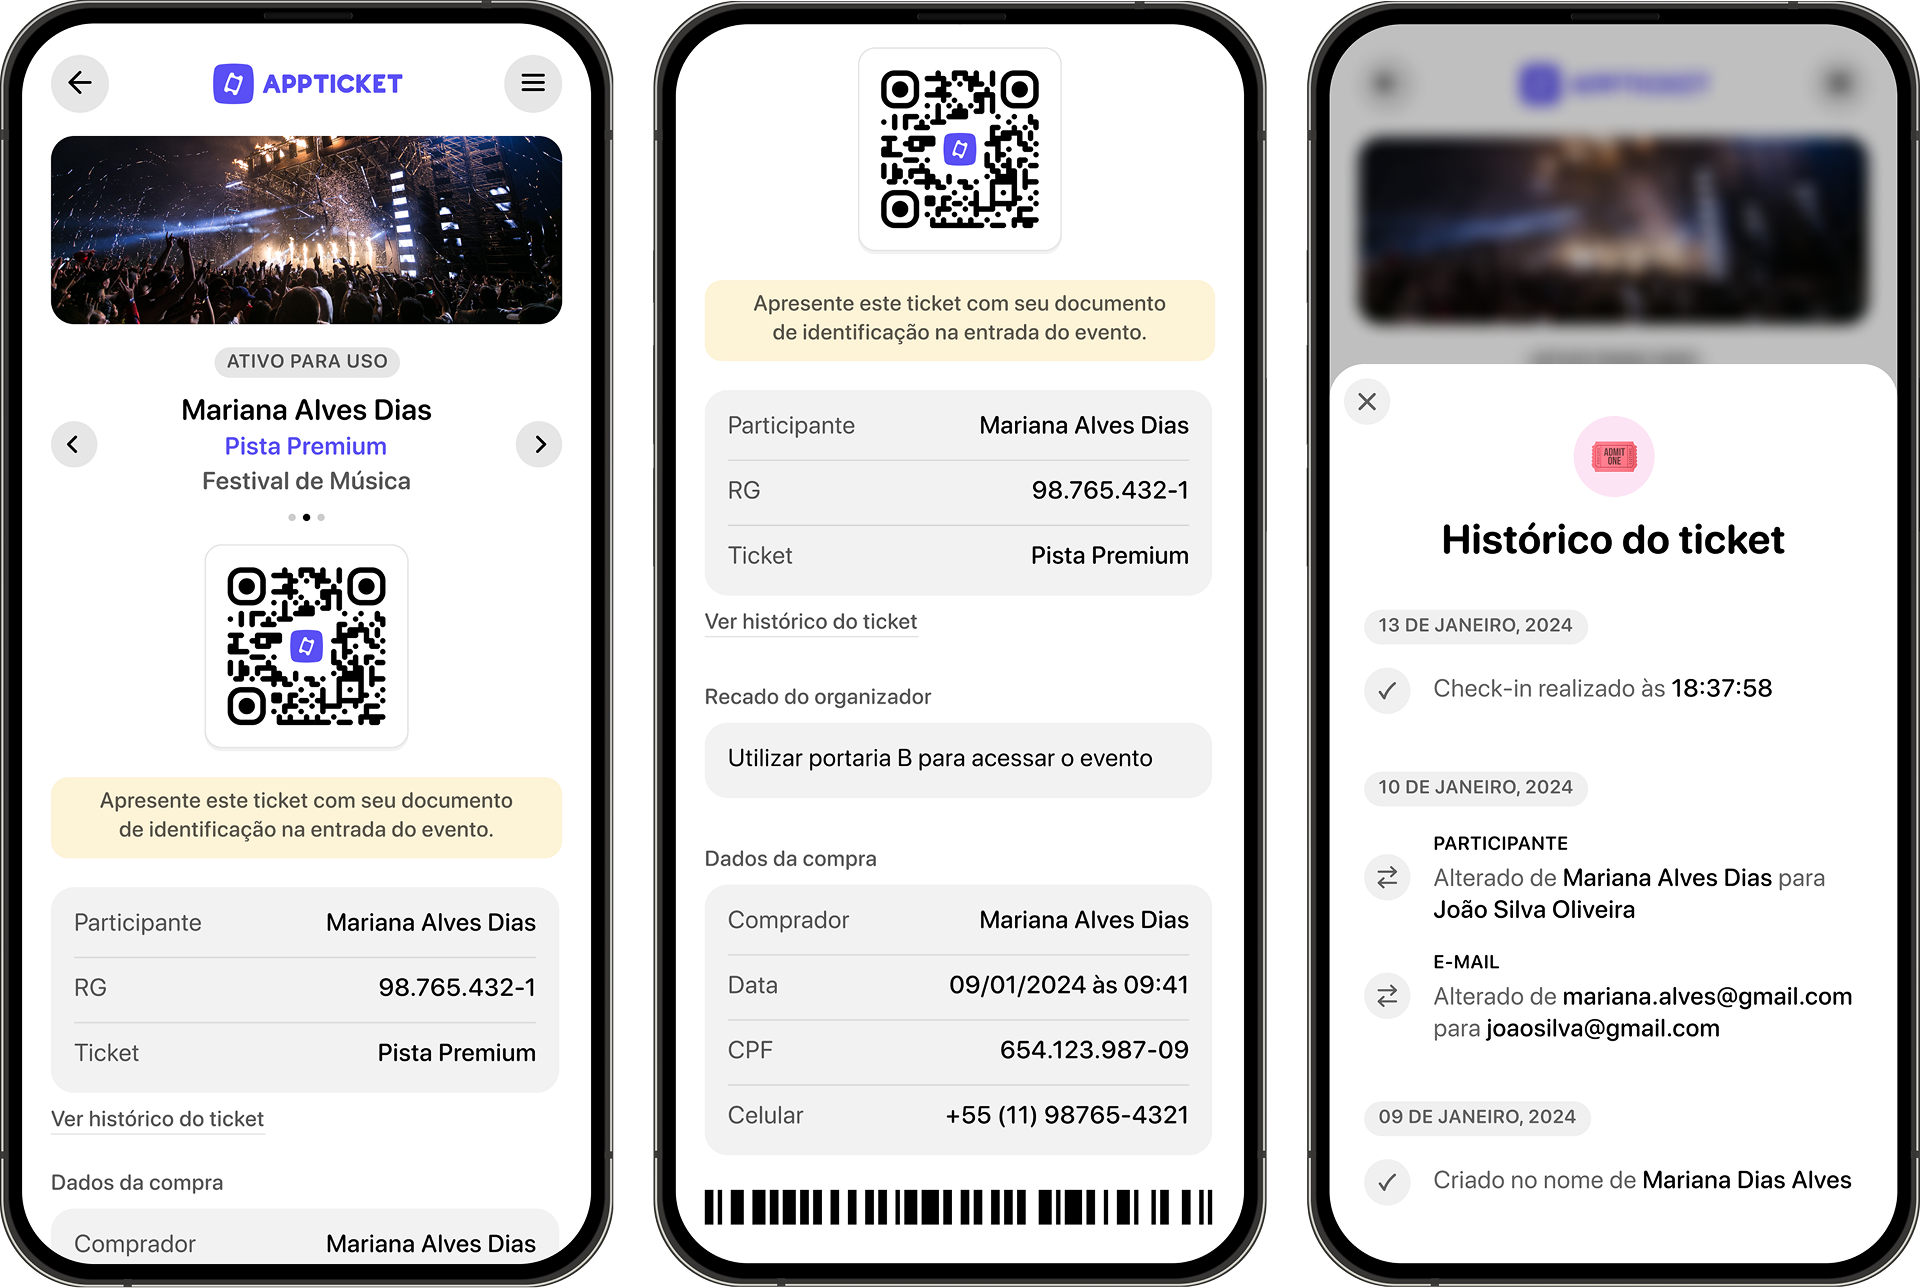 APPTICKET
ATIVO PARA USO
Mariana Alves Dias
Pista Premium
Festival de Música
Apresente este ticket com seu documento
de identificação na entrada do evento.
Participante Mariana Alves Dias
RG 98.765.432-1
Ticket Pista Premium
Ver histórico do ticket
Dados da compra
Comprador Mariana Alves Dias
Apresente este ticket com seu documento
de identificação na entrada do evento.
Participante Mariana Alves Dias
RG 98.765.432-1
Ticket Pista Premium
Ver histórico do ticket
Recado do organizador
Utilizar portaria B para acessar o evento
Dados da compra
Comprador Mariana Alves Dias
Data 09/01/2024 às 09:41
CPF 654.123.987-09
Celular +55 (11) 98765-4321
ADMIT
ONE
Histórico do ticket
13 DE JANEIRO, 2024
Check-in realizado às 18:37:58
10 DE JANEIRO, 2024
PARTICIPANTE
Alterado de Mariana Alves Dias para
João Silva Oliveira
E-MAIL
Alterado de mariana.alves@gmail.com
para joaosilva@gmail.com
09 DE JANEIRO, 2024
Criado no nome de Mariana Dias Alves